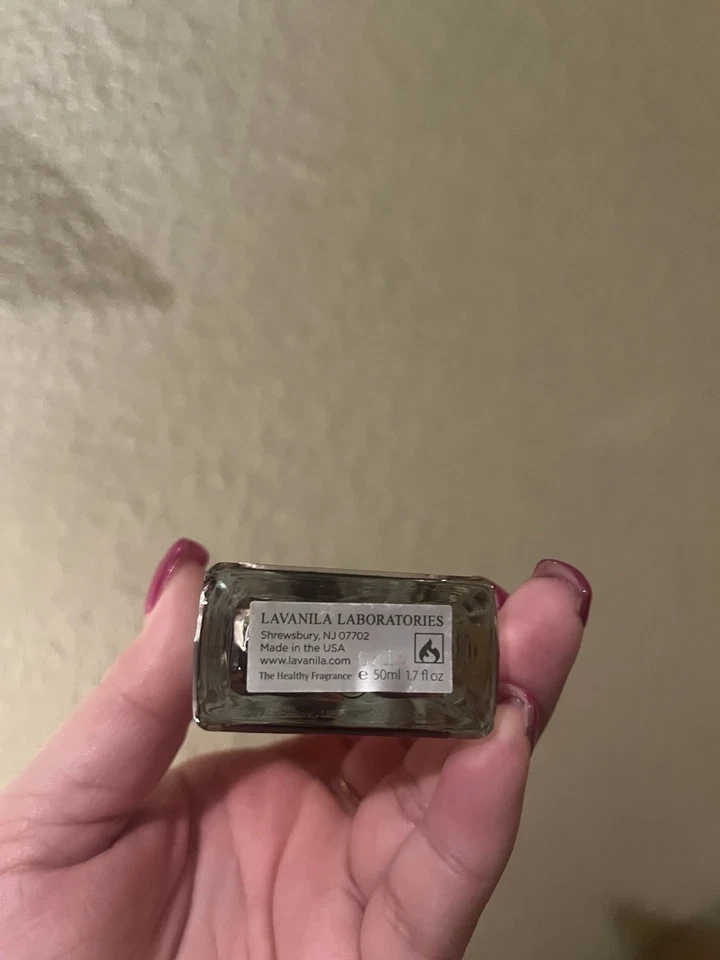 LAVANILA LABORATORIES
Shrewsbury, NJ 07702
Made in the USA
www.lavanila.com
The Healthy Fragrance ℮ 50ml 1.7 fl oz